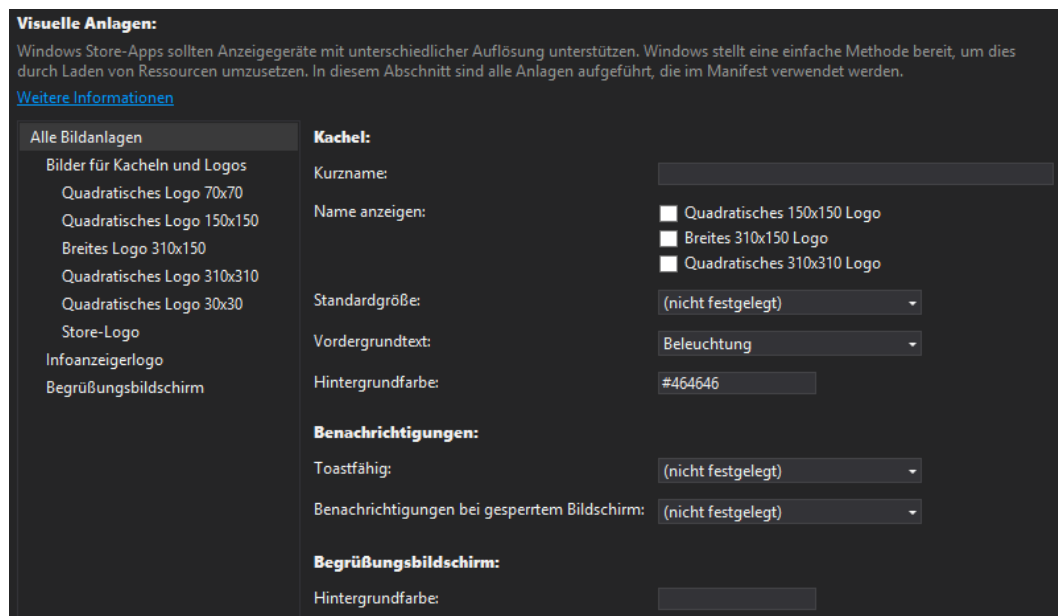 Visuelle Anlagen:
Windows Store-Apps sollten Anzeigegeräte mit unterschiedlicher Auflösung unterstützen. Windows stellt eine einfache Methode bereit, um dies
durch Laden von Ressourcen umzusetzen. In diesem Abschnitt sind alle Anlagen aufgeführt, die im Manifest verwendet werden.
Weitere Informationen
Alle Bildanlagen
Bilder für Kacheln und Logos
Quadratisches Logo 70x70
Quadratisches Logo 150x150
Breites Logo 310x150
Quadratisches Logo 310x310
Quadratisches Logo 30x30
Store-Logo
Infoanzeigerlogo
Begrüßungsbildschirm
Kachel:
Kurzname:
Name anzeigen:
Quadratisches 150x150 Logo
Breites 310x150 Logo
Quadratisches 310x310 Logo
Standardgröße: (nicht festgelegt)
Vordergrundtext: Beleuchtung
Hintergrundfarbe: #464646
Benachrichtigungen:
Toastfähig: (nicht festgelegt)
Benachrichtigungen bei gesperrtem Bildschirm: (nicht festgelegt)
Begrüßungsbildschirm:
Hintergrundfarbe: